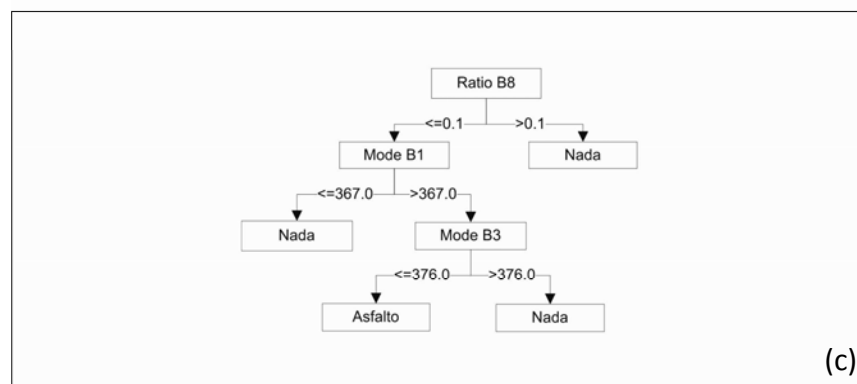 Ratio B8
<=0.1 >0.1
Mode B1 Nada
<=367.0 >367.0
Nada Mode B3
<=376.0 >376.0
Asfalto Nada
(c)